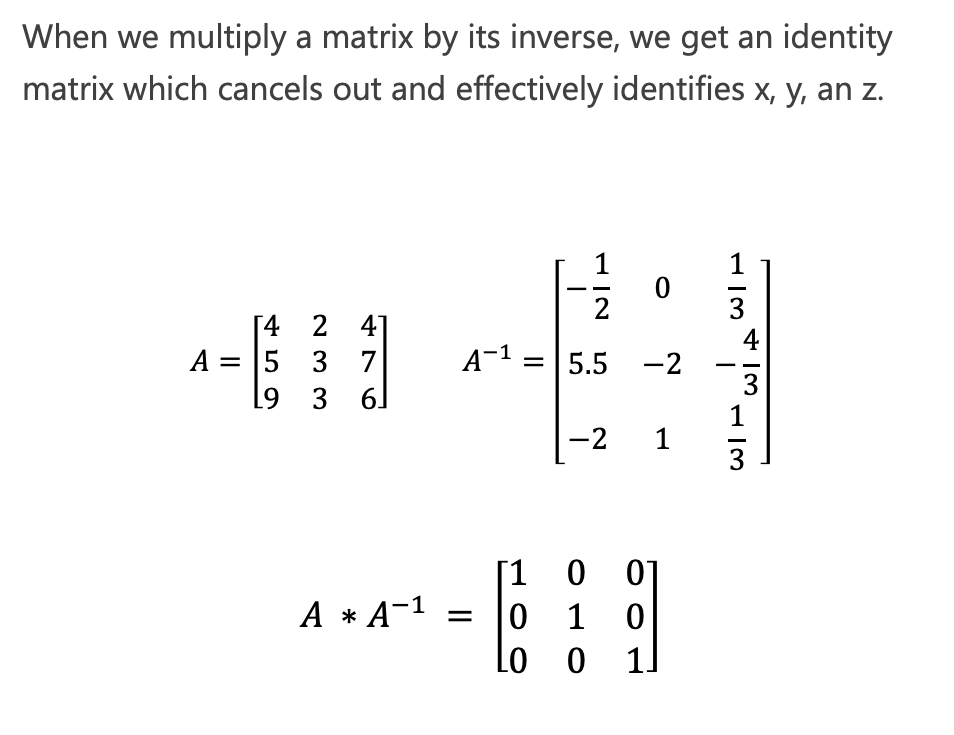 When we multiply a matrix by its inverse, we get an identity
matrix which cancels out and effectively identifies x, y, an z.
A = [4 2 4; 5 3 7; 9 3 6] A⁻¹ = [−1/2 0 1/3; 5.5 −2 −4/3; −2 1 1/3]
A * A⁻¹ = [1 0 0; 0 1 0; 0 0 1]